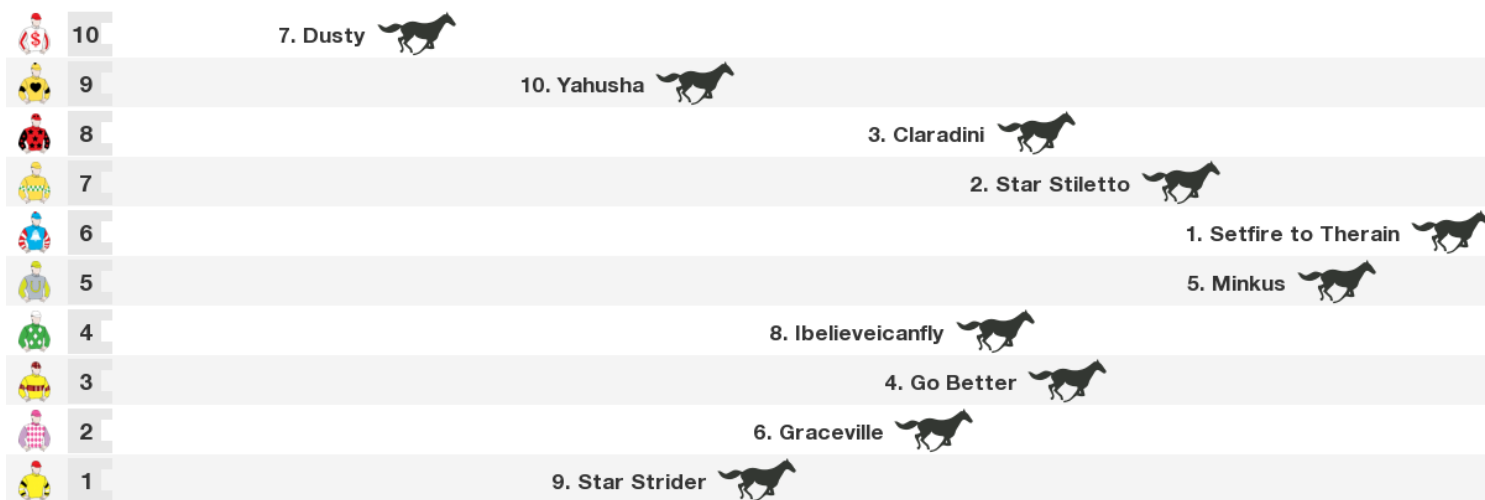 $ 10 7. Dusty
9 10. Yahusha
8 3. Claradini
7 2. Star Stiletto
6 1. Setfire to Therain
5 5. Minkus
4 8. Ibelieveicanfly
3 4. Go Better
2 6. Graceville
1 9. Star Strider